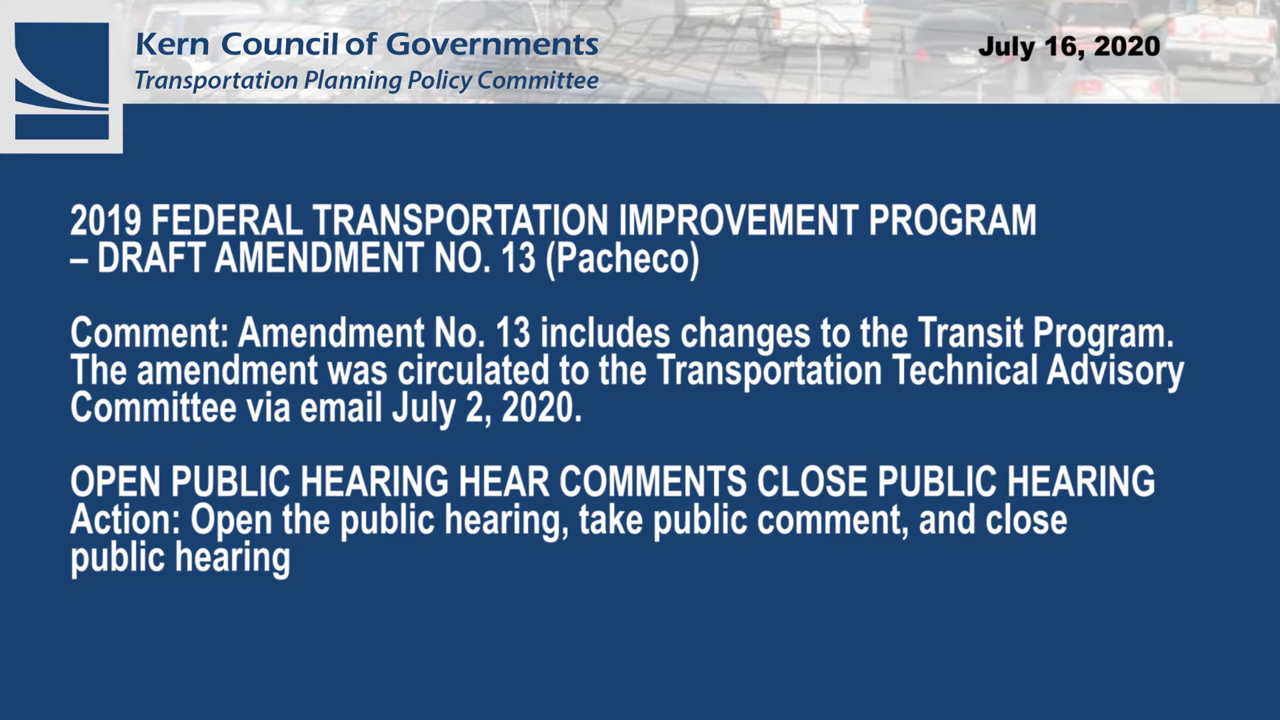 Kern Council of Governments
Transportation Planning Policy Committee
July 16, 2020
2019 FEDERAL TRANSPORTATION IMPROVEMENT PROGRAM
– DRAFT AMENDMENT NO. 13 (Pacheco)
Comment: Amendment No. 13 includes changes to the Transit Program.
The amendment was circulated to the Transportation Technical Advisory
Committee via email July 2, 2020.
OPEN PUBLIC HEARING HEAR COMMENTS CLOSE PUBLIC HEARING
Action: Open the public hearing, take public comment, and close
public hearing